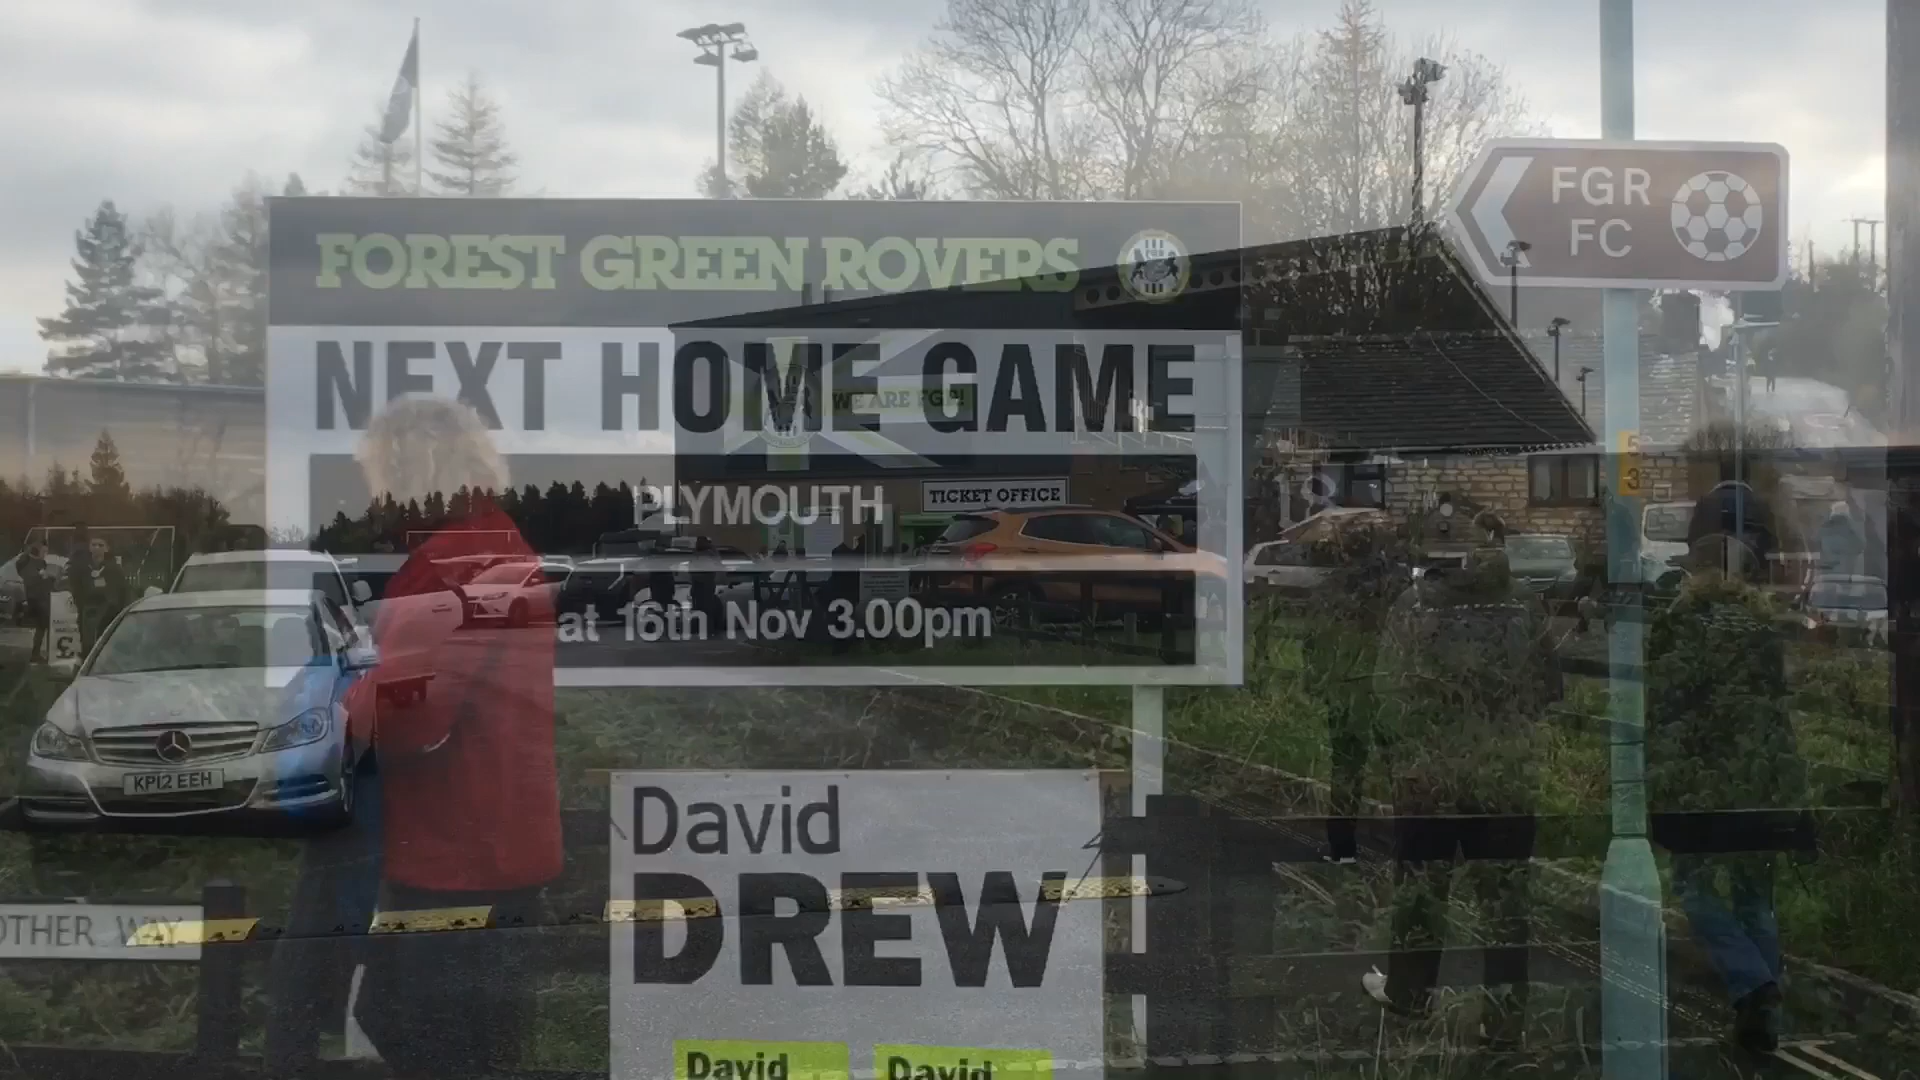 FGR
FC
FOREST GREEN ROVERS
NEXT HOME GAME
WE ARE FGR!
PLYMOUTH
TICKET OFFICE
at 16th Nov 3.00pm
KP12 EEH
David
DREW
OTHER WAY
David
David